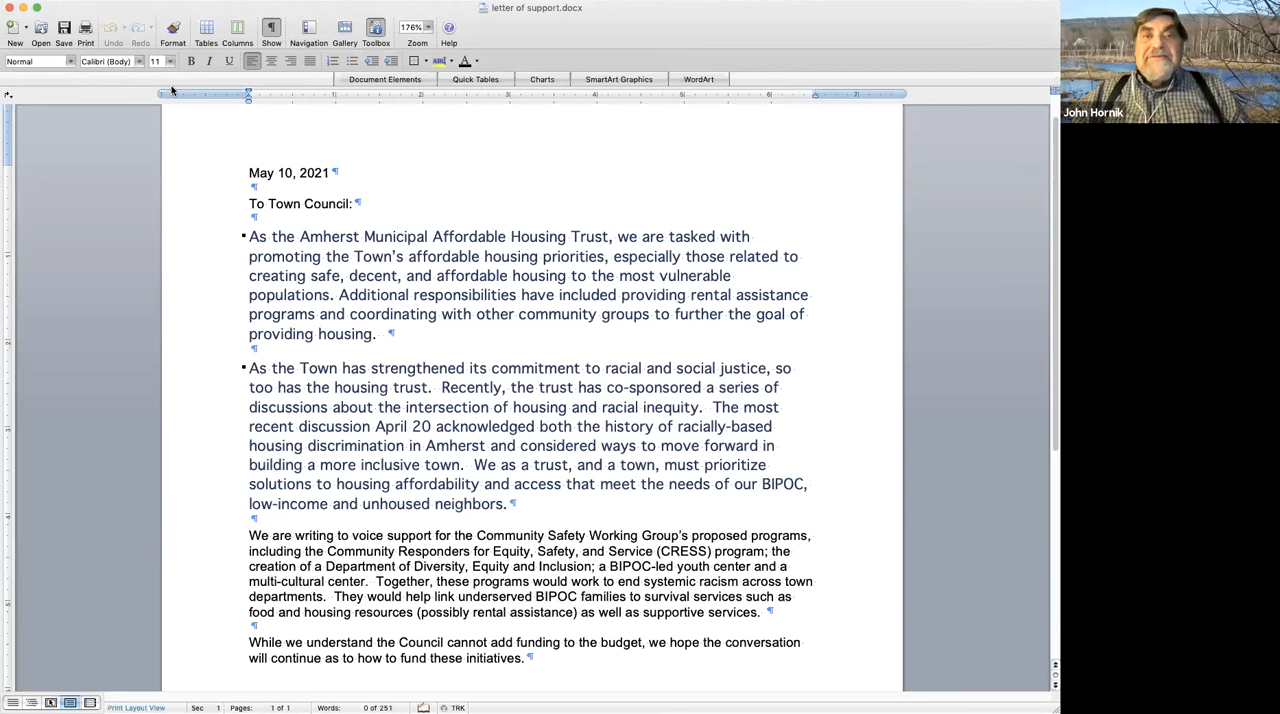 letter of support.docx
New Open Save Print Undo Redo Format Tables Columns Show Navigation Gallery Toolbox Zoom Help
176%
Normal Calibri (Body) 11 B I U
Document Elements Quick Tables Charts SmartArt Graphics WordArt
1 2 3 4 5 6 7
May 10, 2021
To Town Council:
As the Amherst Municipal Affordable Housing Trust, we are tasked with
promoting the Town's affordable housing priorities, especially those related to
creating safe, decent, and affordable housing to the most vulnerable
populations. Additional responsibilities have included providing rental assistance
programs and coordinating with other community groups to further the goal of
providing housing.
As the Town has strengthened its commitment to racial and social justice, so
too has the housing trust. Recently, the trust has co-sponsored a series of
discussions about the intersection of housing and racial inequity. The most
recent discussion April 20 acknowledged both the history of racially-based
housing discrimination in Amherst and considered ways to move forward in
building a more inclusive town. We as a trust, and a town, must prioritize
solutions to housing affordability and access that meet the needs of our BIPOC,
low-income and unhoused neighbors.
We are writing to voice support for the Community Safety Working Group's proposed programs,
including the Community Responders for Equity, Safety, and Service (CRESS) program; the
creation of a Department of Diversity, Equity and Inclusion; a BIPOC-led youth center and a
multi-cultural center. Together, these programs would work to end systemic racism across town
departments. They would help link underserved BIPOC families to survival services such as
food and housing resources (possibly rental assistance) as well as supportive services.
While we understand the Council cannot add funding to the budget, we hope the conversation
will continue as to how to fund these initiatives.
Print Layout View Sec 1 Pages: 1 of 1 Words: 0 of 251 TRK
John Hornik